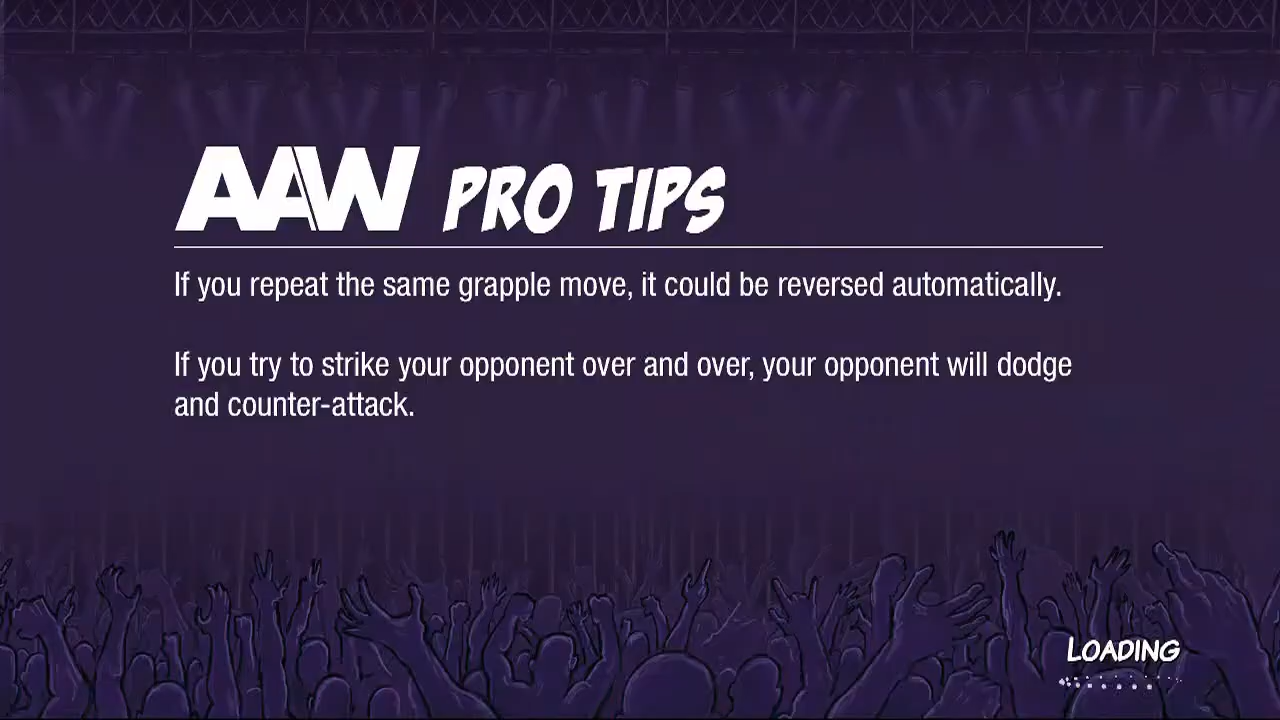 AAW PRO TIPS
If you repeat the same grapple move, it could be reversed automatically.
If you try to strike your opponent over and over, your opponent will dodge
and counter-attack.
LOADING